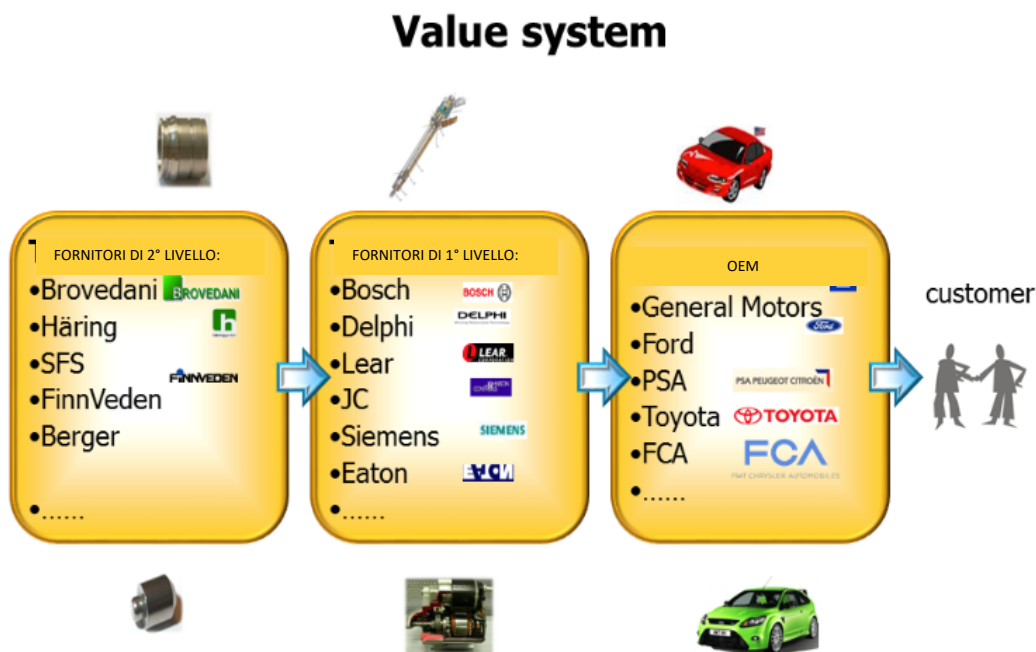 Value system
FORNITORI DI 2° LIVELLO:
•Brovedani BROVEDANI
•Häring
•SFS
FINNVEDEN
•FinnVeden
•Berger
•......
FORNITORI DI 1° LIVELLO:
•Bosch BOSCH
•Delphi DELPHI
•Lear LEAR
•JC
•Siemens SIEMENS
•Eaton EATON
•......
OEM
•General Motors
•Ford Ford
•PSA PSA PEUGEOT CITROËN
•Toyota TOYOTA
•FCA FCA
FIAT CHRYSLER AUTOMOBILES
•......
customer